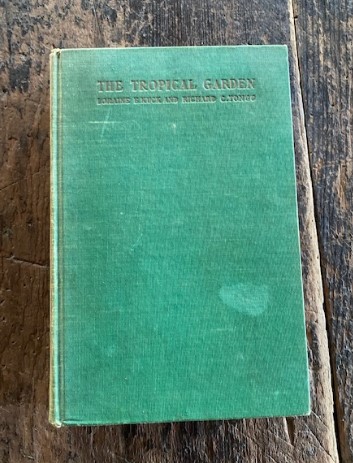 THE TROPICAL GARDEN
LORAINE E. KUCK AND RICHARD C. TONGG